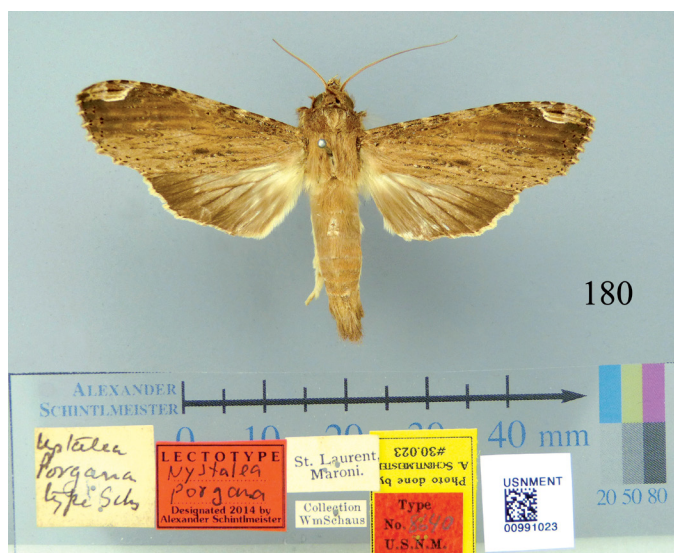 180
ALEXANDER
SCHINTLMEISTER
0 10 20 30 40 mm
Nystalea
Porgana
type Schs
LECTOTYPE
Nystalea
porgana
Designated 2014 by
Alexander Schintlmeister
St. Laurent,
Maroni.
Collection
WmSchaus
Photo done by
A. SCHINTLMEISTER
#30.023
Type
No.
U.S.N.M.
USNMENT
00991023
20 50 80